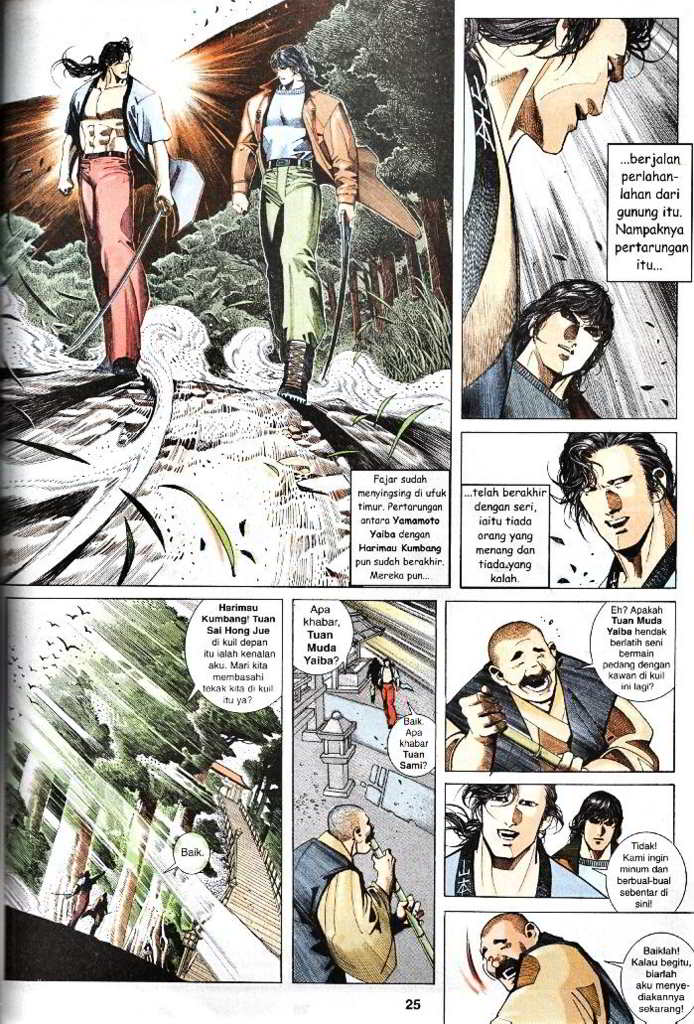 Fajar sudah
menyingsing di ufuk
timur. Pertarungan
antara Yamamoto
Yaiba dengan
Harimau Kumbang
pun sudah berakhir.
Mereka pun...
...berjalan
perlahan-
lahan dari
gunung itu.
Nampaknya
pertarungan
itu...
...telah berakhir
dengan seri,
iaitu tiada
orang yang
menang dan
tiada yang
kalah.
Harimau
Kumbang! Tuan
Sai Hong Jue
di kuil depan
itu ialah kenalan
aku. Mari kita
membasahi
tekak kita di kuil
itu ya?
Baik.
Apa
khabar,
Tuan
Muda
Yaiba?
Baik.
Apa
khabar
Tuan
Sami?
Eh? Apakah
Tuan Muda
Yaiba hendak
berlatih seni
bermain
pedang dengan
kawan di kuil
ini lagi?
山本
Tidak!
Kami ingin
minum dan
berbual-bual
sebentar di
sini!
Baiklah!
Kalau begitu,
biarlah
aku menye-
diakannya
sekarang!
25